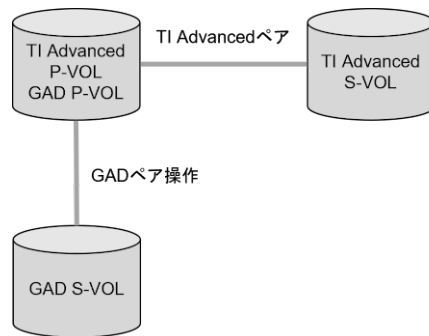 TI Advanced
P-VOL
GAD P-VOL
TI Advancedペア
TI Advanced
S-VOL
GADペア操作
GAD S-VOL